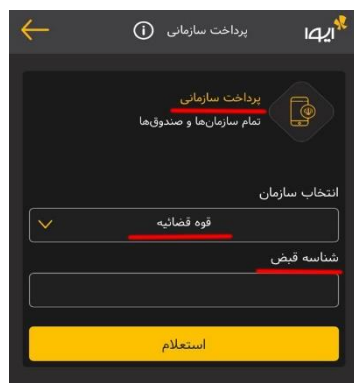 ایوا
پرداخت سازمانی
پرداخت سازمانی
تمام سازمان‌ها و صندوق‌ها
انتخاب سازمان
قوه قضائیه
شناسه قبض
استعلام